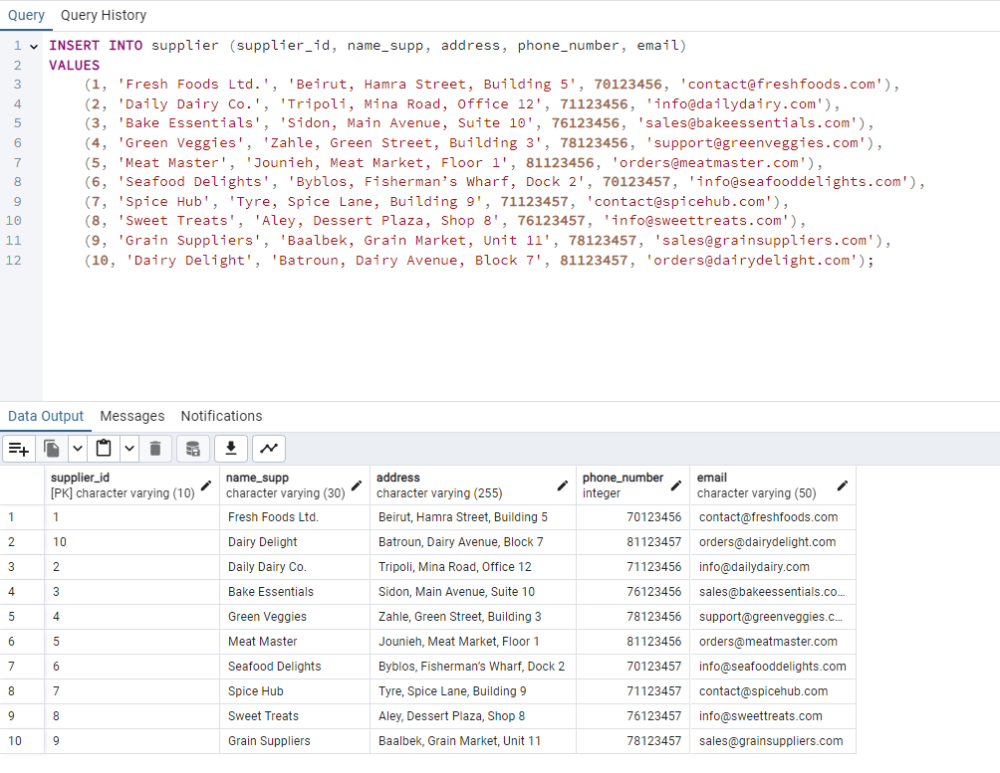 Query Query History
1 INSERT INTO supplier (supplier_id, name_supp, address, phone_number, email)
2 VALUES
3 (1, 'Fresh Foods Ltd.', 'Beirut, Hamra Street, Building 5', 70123456, 'contact@freshfoods.com'),
4 (2, 'Daily Dairy Co.', 'Tripoli, Mina Road, Office 12', 71123456, 'info@dailydairy.com'),
5 (3, 'Bake Essentials', 'Sidon, Main Avenue, Suite 10', 76123456, 'sales@bakeessentials.com'),
6 (4, 'Green Veggies', 'Zahle, Green Street, Building 3', 78123456, 'support@greenveggies.com'),
7 (5, 'Meat Master', 'Jounieh, Meat Market, Floor 1', 81123456, 'orders@meatmaster.com'),
8 (6, 'Seafood Delights', 'Byblos, Fisherman’s Wharf, Dock 2', 70123457, 'info@seafooddelights.com'),
9 (7, 'Spice Hub', 'Tyre, Spice Lane, Building 9', 71123457, 'contact@spicehub.com'),
10 (8, 'Sweet Treats', 'Aley, Dessert Plaza, Shop 8', 76123457, 'info@sweettreats.com'),
11 (9, 'Grain Suppliers', 'Baalbek, Grain Market, Unit 11', 78123457, 'sales@grainsuppliers.com'),
12 (10, 'Dairy Delight', 'Batroun, Dairy Avenue, Block 7', 81123457, 'orders@dairydelight.com');
Data Output Messages Notifications
supplier_id name_supp address phone_number email
[PK] character varying (10) character varying (30) character varying (255) integer character varying (50)
1 1 Fresh Foods Ltd. Beirut, Hamra Street, Building 5 70123456 contact@freshfoods.com
2 10 Dairy Delight Batroun, Dairy Avenue, Block 7 81123457 orders@dairydelight.com
3 2 Daily Dairy Co. Tripoli, Mina Road, Office 12 71123456 info@dailydairy.com
4 3 Bake Essentials Sidon, Main Avenue, Suite 10 76123456 sales@bakeessentials.co...
5 4 Green Veggies Zahle, Green Street, Building 3 78123456 support@greenveggies.c...
6 5 Meat Master Jounieh, Meat Market, Floor 1 81123456 orders@meatmaster.com
7 6 Seafood Delights Byblos, Fisherman’s Wharf, Dock 2 70123457 info@seafooddelights.com
8 7 Spice Hub Tyre, Spice Lane, Building 9 71123457 contact@spicehub.com
9 8 Sweet Treats Aley, Dessert Plaza, Shop 8 76123457 info@sweettreats.com
10 9 Grain Suppliers Baalbek, Grain Market, Unit 11 78123457 sales@grainsuppliers.com